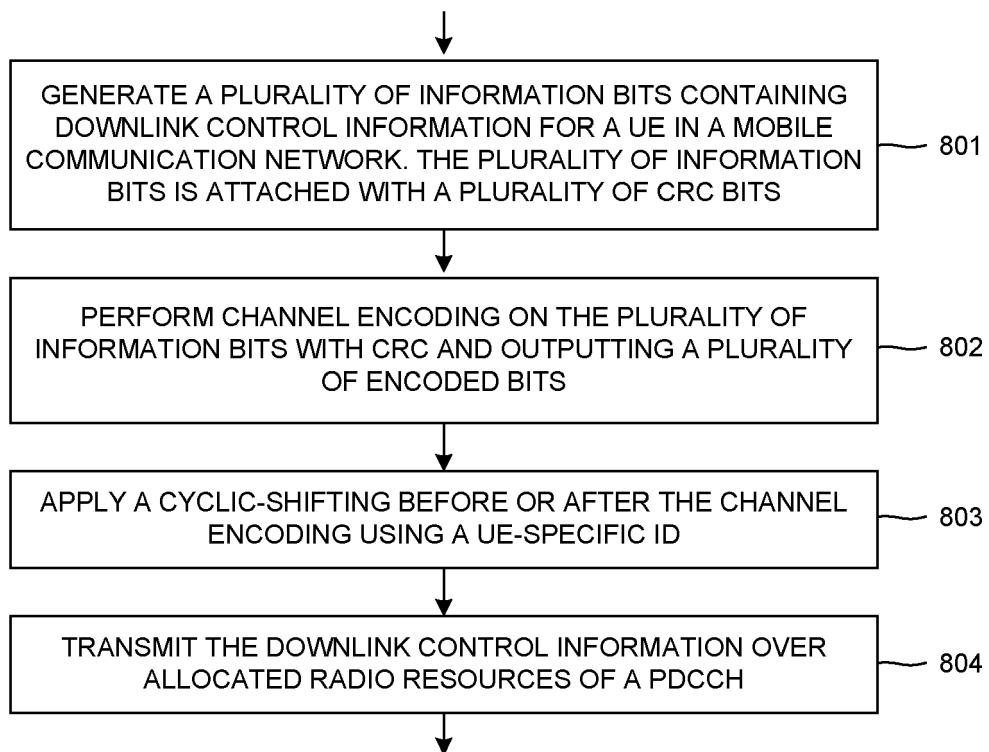 GENERATE A PLURALITY OF INFORMATION BITS CONTAINING
DOWNLINK CONTROL INFORMATION FOR A UE IN A MOBILE
COMMUNICATION NETWORK. THE PLURALITY OF INFORMATION
BITS IS ATTACHED WITH A PLURALITY OF CRC BITS
801
PERFORM CHANNEL ENCODING ON THE PLURALITY OF
INFORMATION BITS WITH CRC AND OUTPUTTING A PLURALITY
OF ENCODED BITS
802
APPLY A CYCLIC-SHIFTING BEFORE OR AFTER THE CHANNEL
ENCODING USING A UE-SPECIFIC ID
803
TRANSMIT THE DOWNLINK CONTROL INFORMATION OVER
ALLOCATED RADIO RESOURCES OF A PDCCH
804